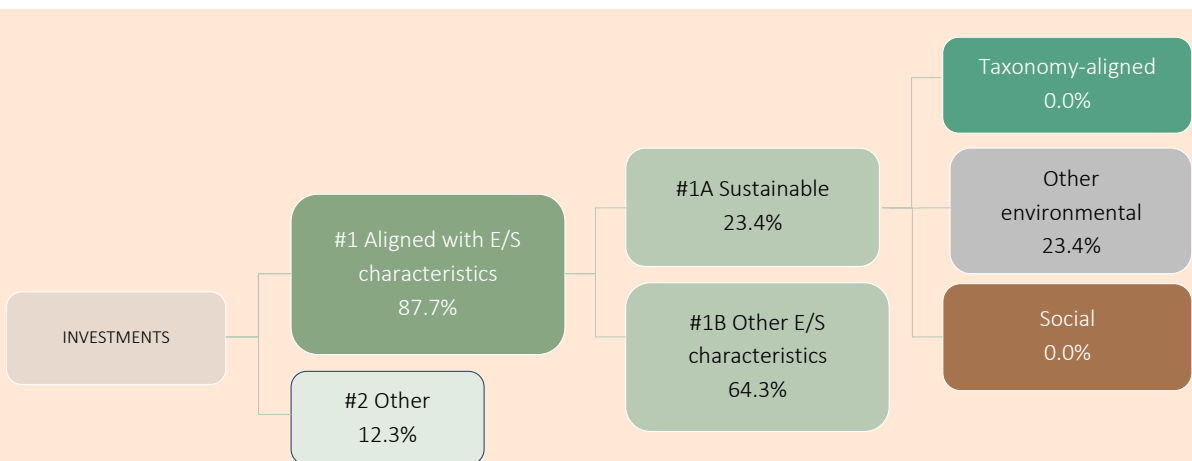 INVESTMENTS
#1 Aligned with E/S
characteristics
87.7%
#2 Other
12.3%
#1A Sustainable
23.4%
#1B Other E/S
characteristics
64.3%
Taxonomy-aligned
0.0%
Other
environmental
23.4%
Social
0.0%